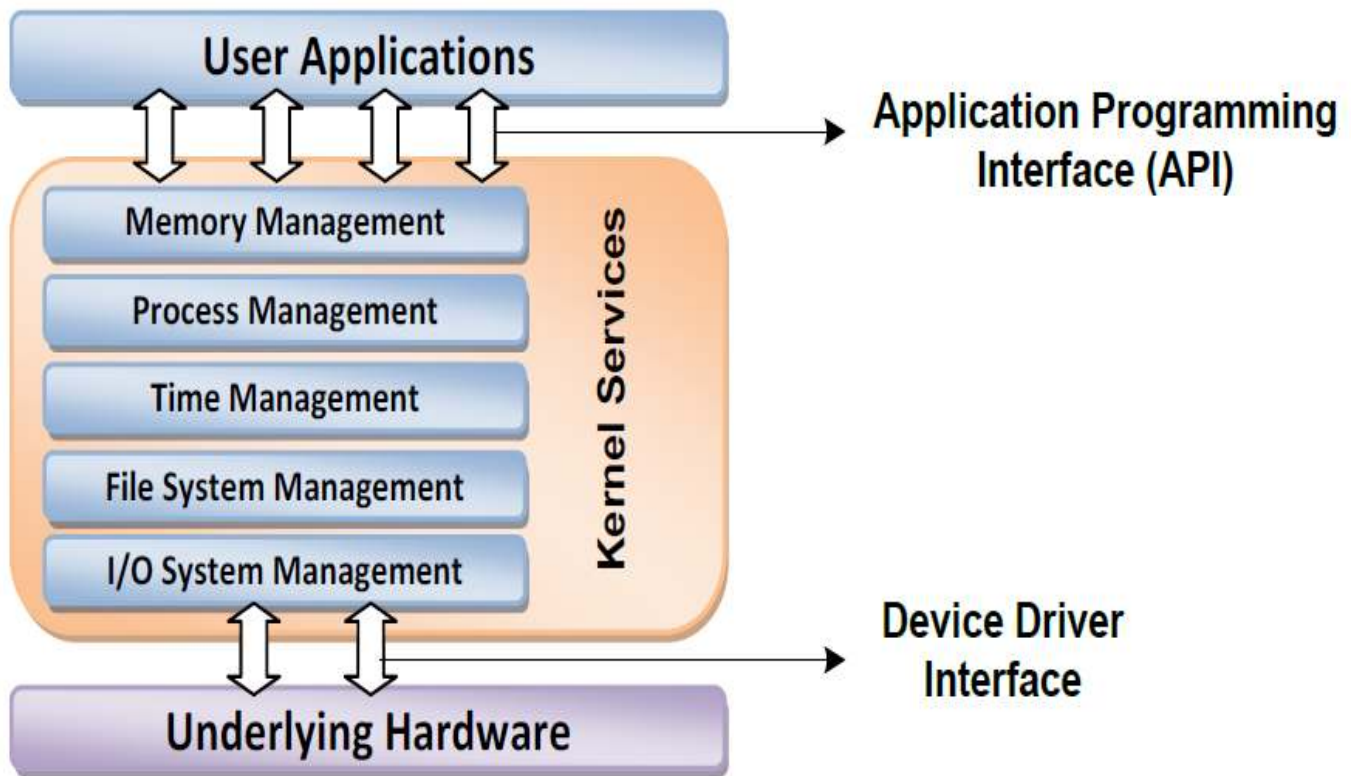 User Applications
Application Programming
Interface (API)
Memory Management
Process Management
Time Management
File System Management
I/O System Management
Kernel Services
Device Driver
Interface
Underlying Hardware